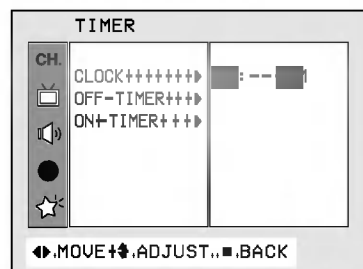 TIMER
CH.
CLOCK+++++++▶ :--
OFF-TIMER+++▶
ON+TIMER+++▶
◀▶,MOVE+♦,ADJUST,,■,BACK